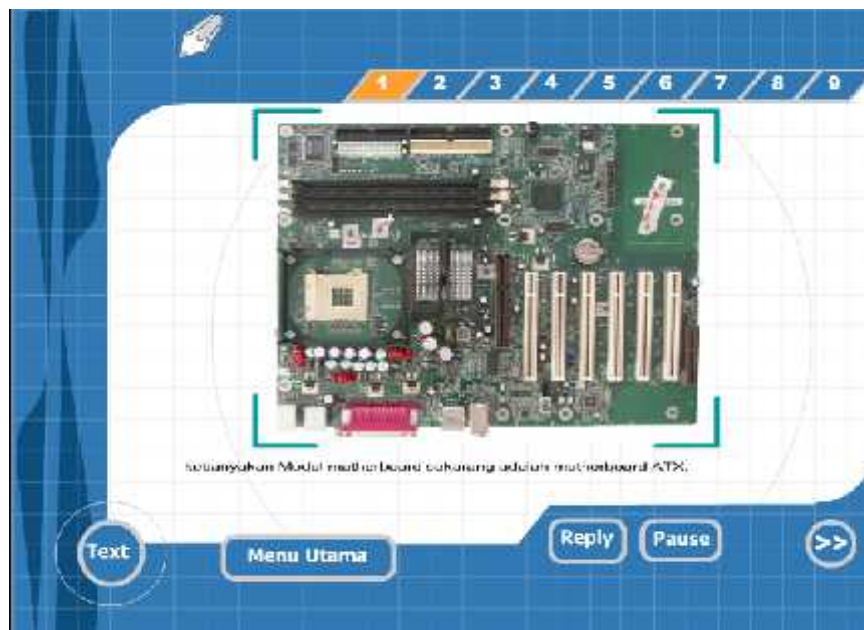 1 2 3 4 5 6 7 8 9
Kebanyakan Model motherboard sekarang adalah motherboard ATX.
Text
Menu Utama
Reply
Pause
>>